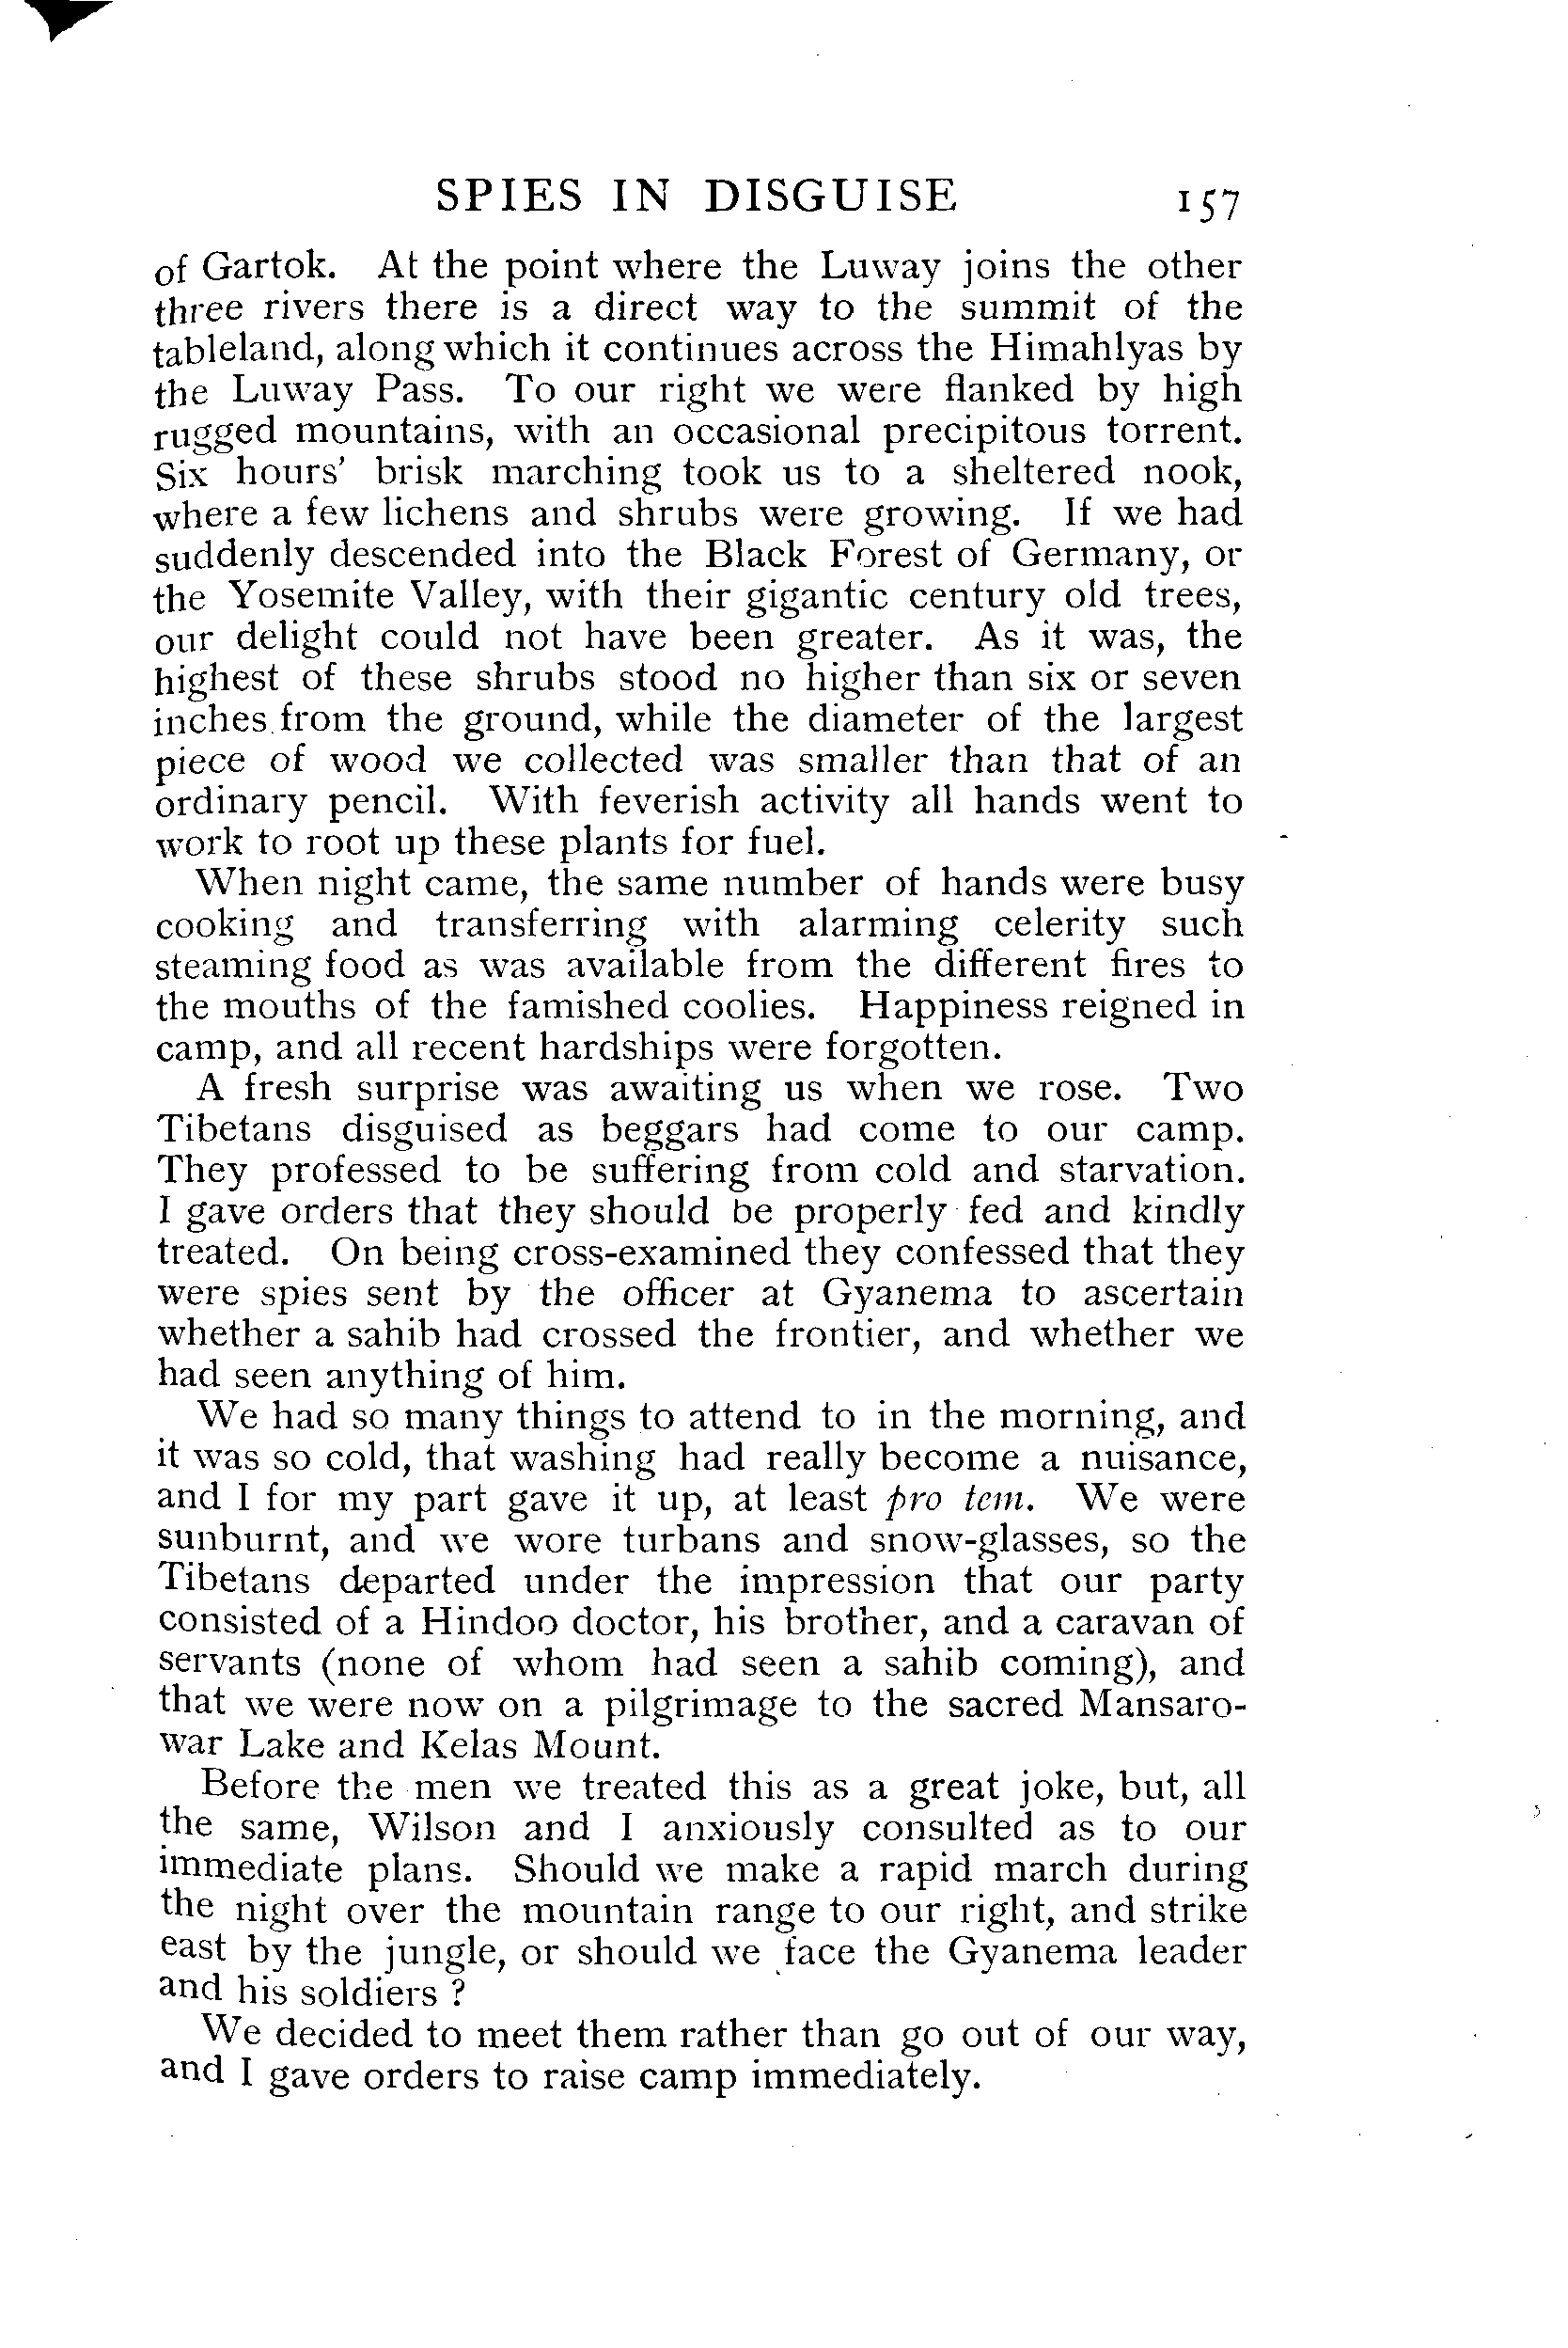 SPIES IN DISGUISE 157
of Gartok. At the point where the Luway joins the other
three rivers there is a direct way to the summit of the
tableland, along which it continues across the Himahlyas by
the Luway Pass. To our right we were flanked by high
rugged mountains, with an occasional precipitous torrent.
Six hours' brisk marching took us to a sheltered nook,
where a few lichens and shrubs were growing. If we had
suddenly descended into the Black Forest of Germany, or
the Yosemite Valley, with their gigantic century old trees,
our delight could not have been greater. As it was, the
highest of these shrubs stood no higher than six or seven
inches from the ground, while the diameter of the largest
piece of wood we collected was smaller than that of an
ordinary pencil. With feverish activity all hands went to
work to root up these plants for fuel.
When night came, the same number of hands were busy
cooking and transferring with alarming celerity such
steaming food as was available from the different fires to
the mouths of the famished coolies. Happiness reigned in
camp, and all recent hardships were forgotten.
A fresh surprise was awaiting us when we rose. Two
Tibetans disguised as beggars had come to our camp.
They professed to be suffering from cold and starvation.
I gave orders that they should be properly fed and kindly
treated. On being cross-examined they confessed that they
were spies sent by the officer at Gyanema to ascertain
whether a sahib had crossed the frontier, and whether we
had seen anything of him.
We had so many things to attend to in the morning, and
it was so cold, that washing had really become a nuisance,
and I for my part gave it up, at least pro tem. We were
sunburnt, and we wore turbans and snow-glasses, so the
Tibetans departed under the impression that our party
consisted of a Hindoo doctor, his brother, and a caravan of
servants (none of whom had seen a sahib coming), and
that we were now on a pilgrimage to the sacred Mansaro-
war Lake and Kelas Mount.
Before the men we treated this as a great joke, but, all
the same, Wilson and I anxiously consulted as to our
immediate plans. Should we make a rapid march during
the night over the mountain range to our right, and strike
east by the jungle, or should we face the Gyanema leader
and his soldiers ?
We decided to meet them rather than go out of our way,
and I gave orders to raise camp immediately.